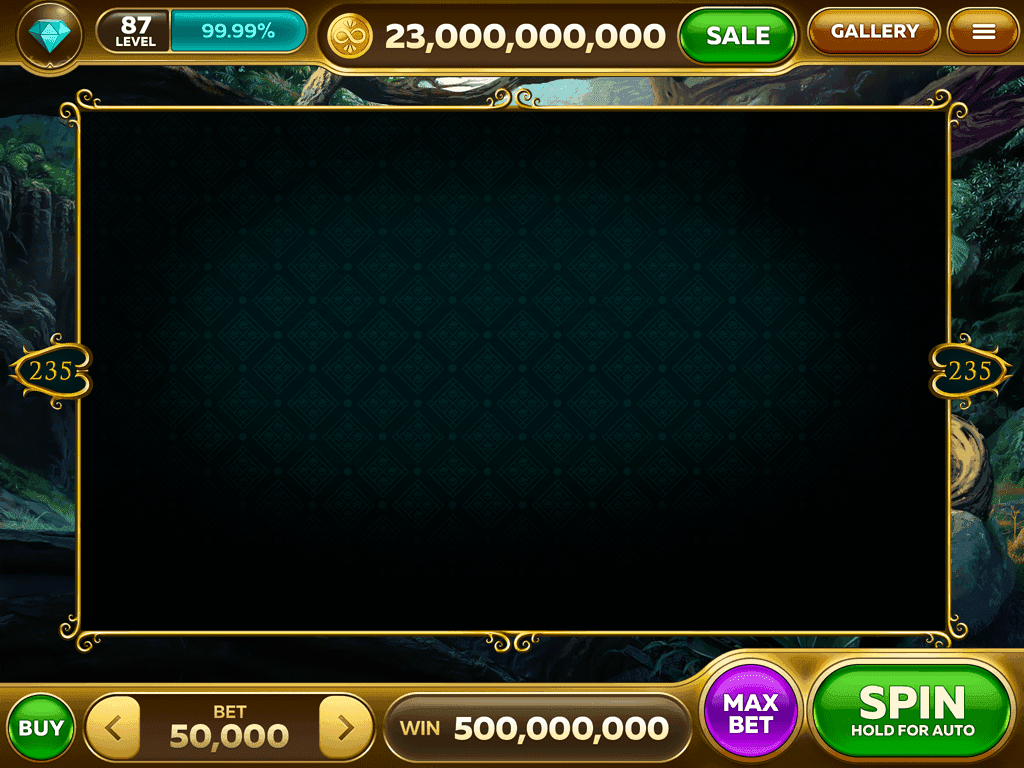 87
LEVEL
99.99%
23,000,000,000
SALE
GALLERY
235
235
BUY
BET
50,000
WIN 500,000,000
MAX
BET
SPIN
HOLD FOR AUTO